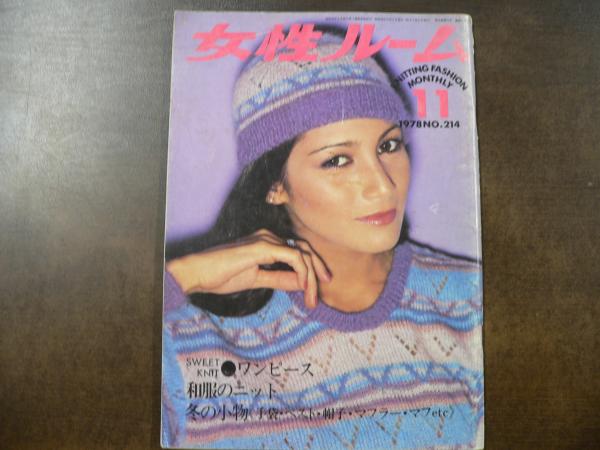 女性ルーム
KNITTING FASHION
MONTHLY
11
1978 NO.214
SWEET
KNIT
●ワンピース
和服のニット
冬の小物〈手袋・ベスト・帽子・マフラー・マフetc〉